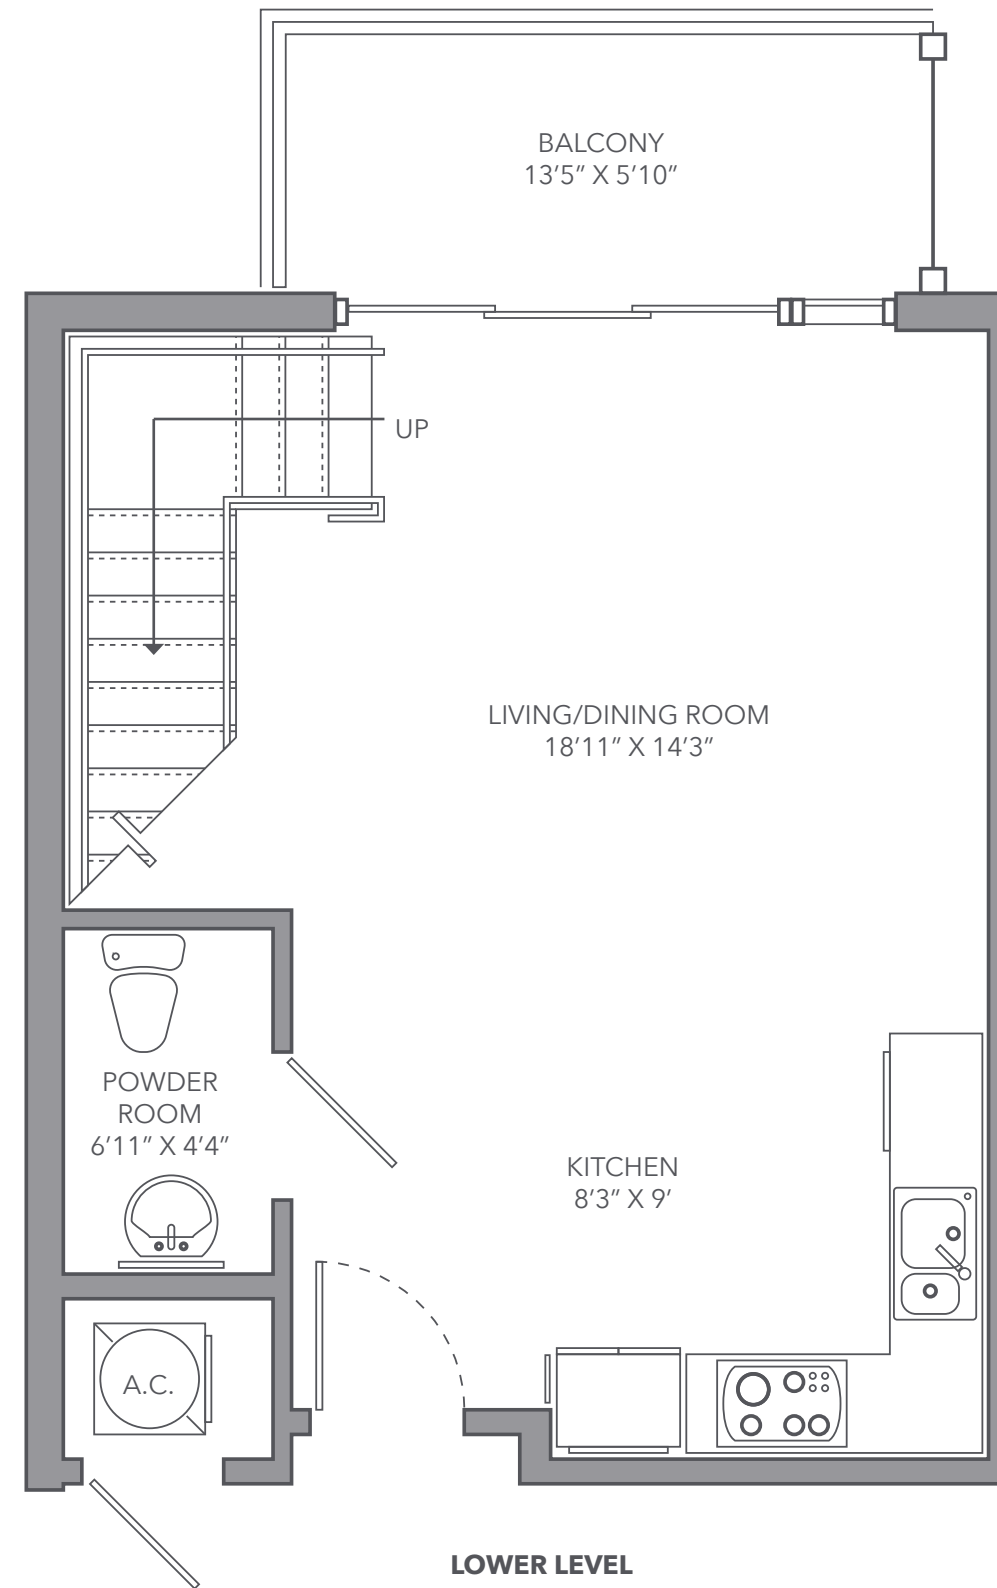 BALCONY
13’5” X 5’10”
UP
LIVING/DINING ROOM
18’11” X 14’3”
POWDER
ROOM
6’11” X 4’4”
KITCHEN
8’3” X 9’
A.C.
LOWER LEVEL